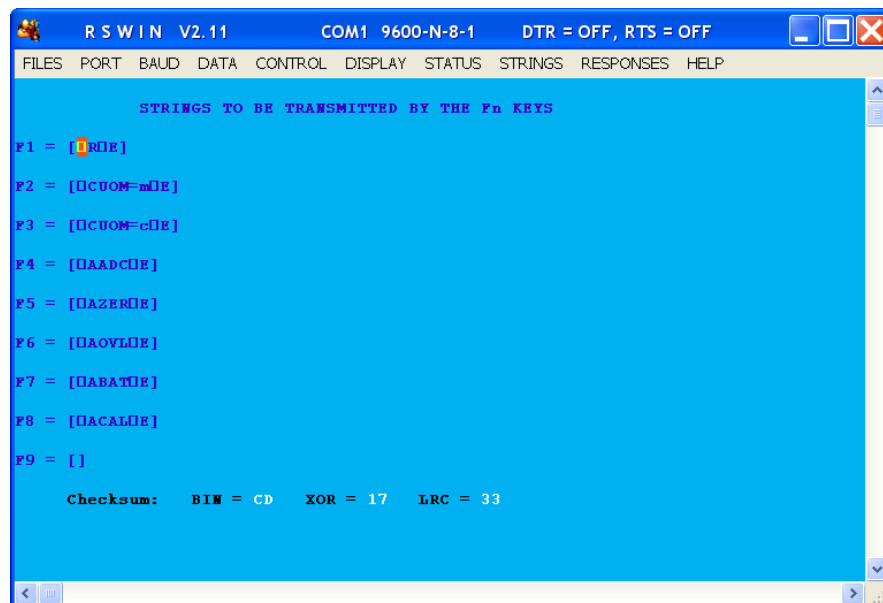 R S W I N V2.11 COM1 9600-N-8-1 DTR = OFF, RTS = OFF
FILES PORT BAUD DATA CONTROL DISPLAY STATUS STRINGS RESPONSES HELP
STRINGS TO BE TRANSMITTED BY THE Fn KEYS
F1 = [▯R▯E]
F2 = [▯CUOM=m▯E]
F3 = [▯CUOM=c▯E]
F4 = [▯AADC▯E]
F5 = [▯AZER▯E]
F6 = [▯AOVL▯E]
F7 = [▯ABAT▯E]
F8 = [▯ACAL▯E]
F9 = []
Checksum: BIN = CD XOR = 17 LRC = 33